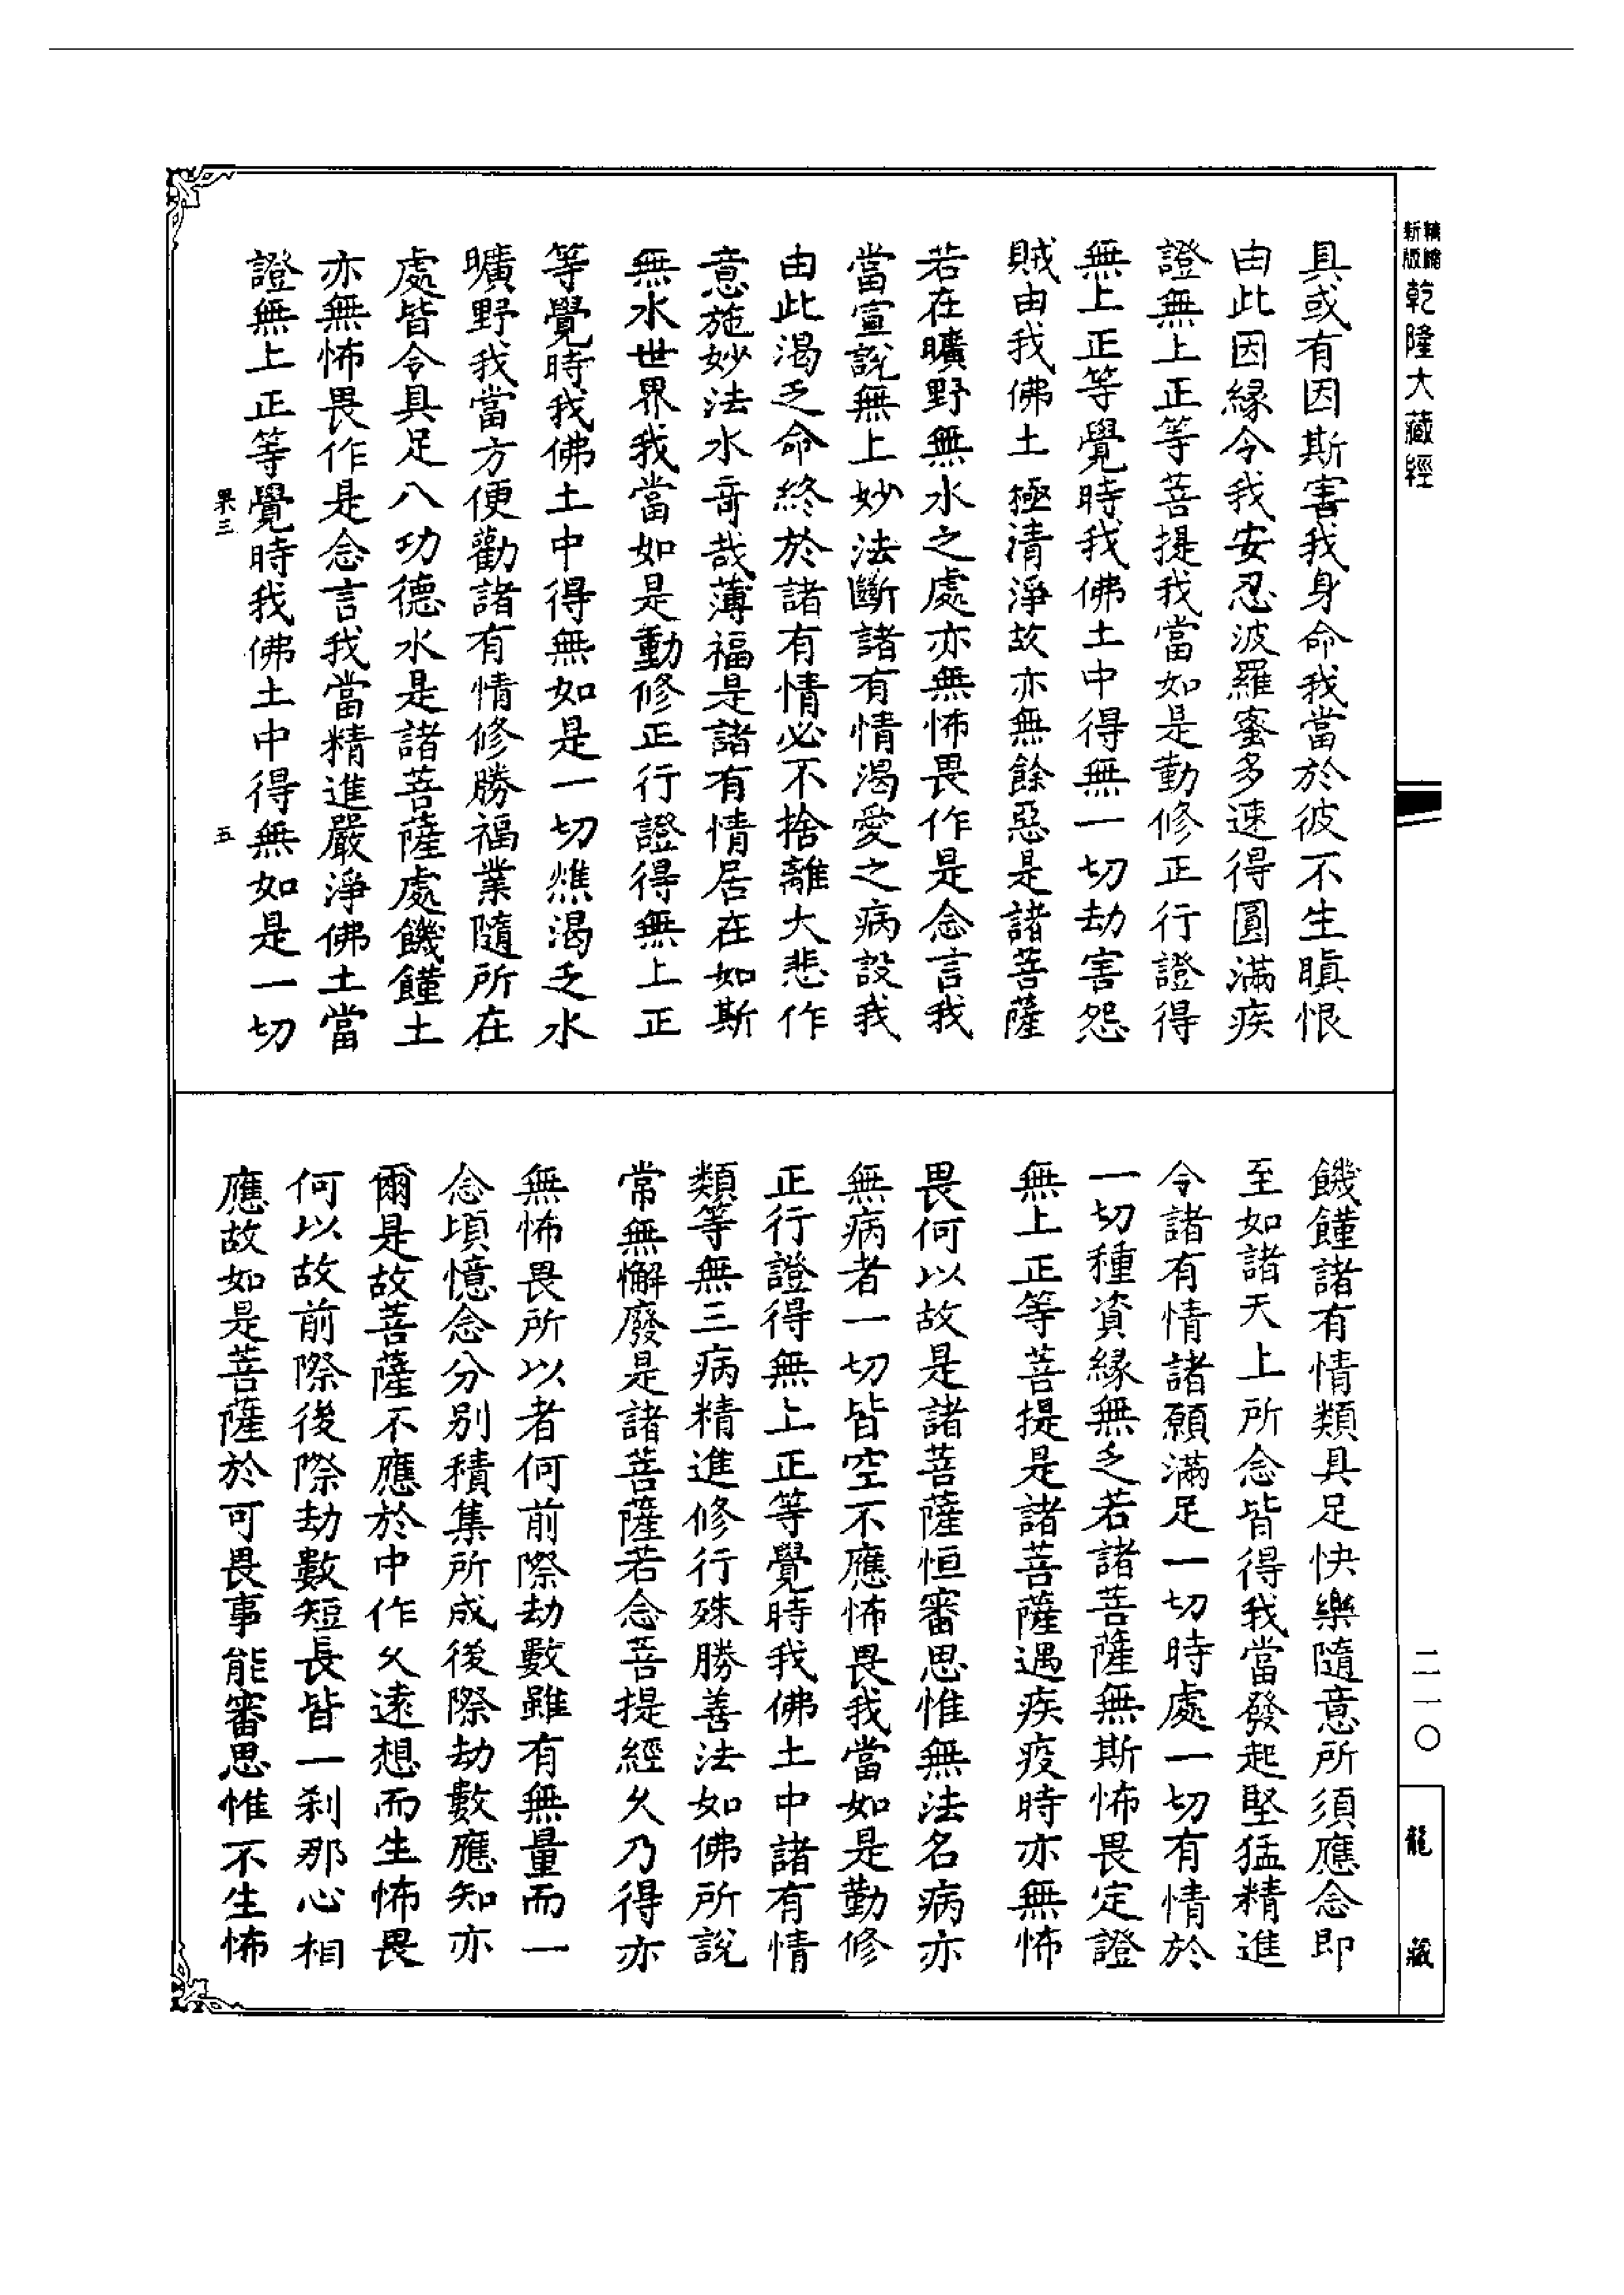 新版
精縮
乾隆大藏經
具或有因斯害我身命我當於彼不生瞋恨
由此因緣令我安忍波羅蜜多速得圓滿疾
證無上正等菩提我當如是勤修正行證得
無上正等覺時我佛土中得無一切劫害怨
賊由我佛土極清淨故亦無餘惡是諸菩薩
若在曠野無水之處亦無怖畏作是念言我
當宣說無上妙法斷諸有情渴愛之病設我
由此渴乏命終於諸有情必不捨離大悲作
意施妙法水奇哉薄福是諸有情居在如斯
無水世界我當如是勤修正行證得無上正
等覺時我佛土中得無如是一切燋渴乏水
曠野我當方便勸諸有情修勝福業隨所在
處皆令具足八功德水是諸菩薩處饑饉土
亦無怖畏作是念言我當精進嚴淨佛土當
證無上正等覺時我佛土中得無如是一切
果三
五
饑饉諸有情類具足快樂隨意所須應念即
至如諸天上所念皆得我當發起堅猛精進
令諸有情諸願滿足一切時處一切有情於
一切種資緣無乏若諸菩薩無斯怖畏定證
無上正等菩提是諸菩薩遇疾疫時亦無怖
畏何以故是諸菩薩恒審思惟無法名病亦
無病者一切皆空不應怖畏我當如是勤修
正行證得無上正等覺時我佛土中諸有情
類等無三病精進修行殊勝善法如佛所說
常無懈廢是諸菩薩若念菩提經久乃得亦
無怖畏所以者何前際劫數雖有無量而一
念頃憶念分別積集所成後際劫數應知亦
爾是故菩薩不應於中作久遠想而生怖畏
何以故前際後際劫數短長皆一剎那心相
應故如是菩薩於可畏事能審思惟不生怖
二一〇
龍藏